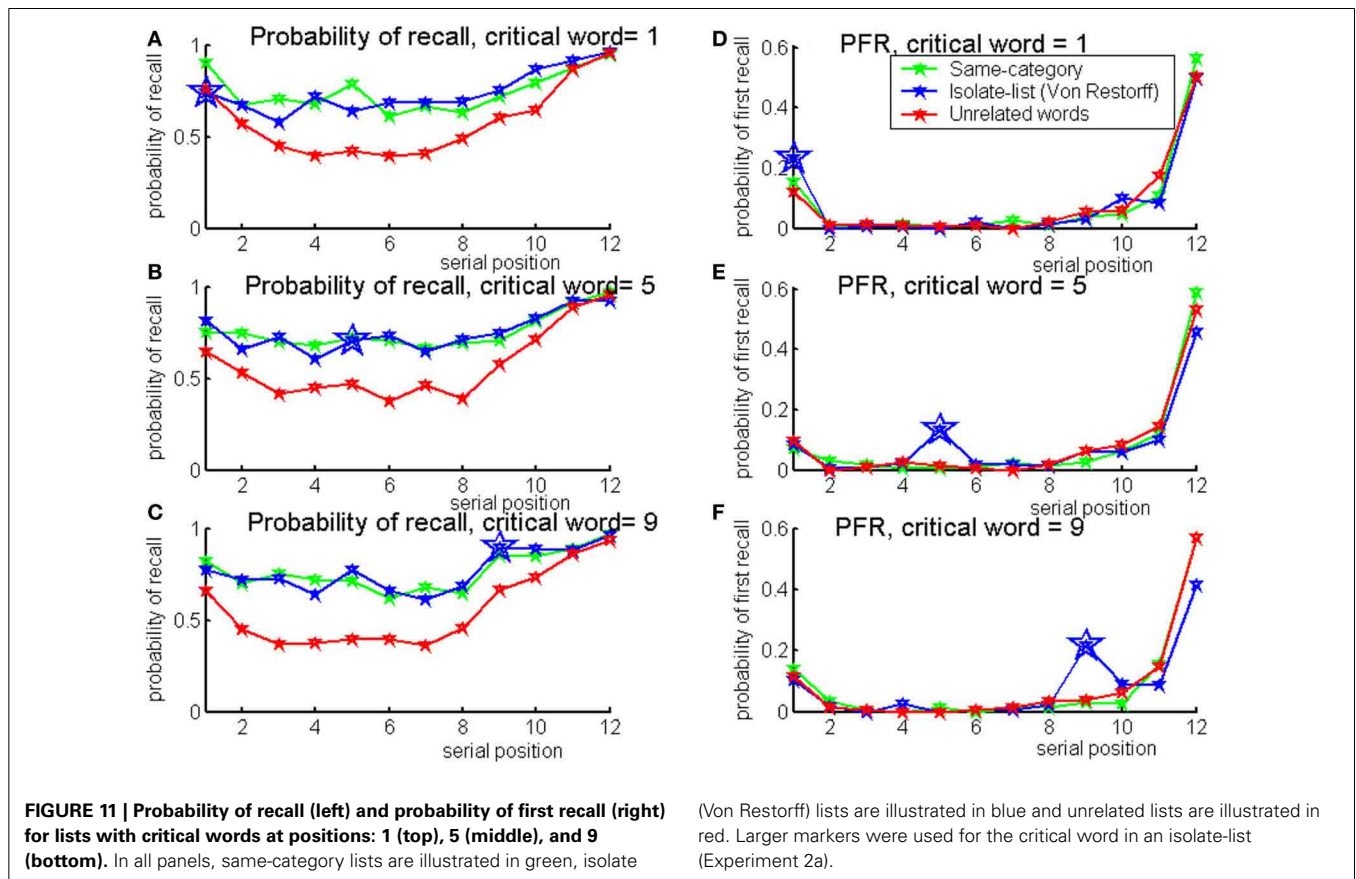 A
Probability of recall, critical word= 1
probability of recall
1
0.5
0
2 4 6 8 10 12
serial position
B
Probability of recall, critical word= 5
probability of recall
1
0.5
0
2 4 6 8 10 12
serial position
C
Probability of recall, critical word= 9
probability of recall
1
0.5
0
2 4 6 8 10 12
serial position
D
PFR, critical word = 1
Same-category
Isolate-list (Von Restorff)
Unrelated words
probability of first recall
0.6
0.4
0.2
0
2 4 6 8 10 12
serial position
E
PFR, critical word = 5
probability of first recall
0.6
0.4
0.2
0
2 4 6 8 10 12
serial position
F
PFR, critical word = 9
probability of first recall
0.6
0.4
0.2
0
2 4 6 8 10 12
serial position
FIGURE 11 | Probability of recall (left) and probability of first recall (right)
for lists with critical words at positions: 1 (top), 5 (middle), and 9
(bottom). In all panels, same-category lists are illustrated in green, isolate
(Von Restorff) lists are illustrated in blue and unrelated lists are illustrated in
red. Larger markers were used for the critical word in an isolate-list
(Experiment 2a).